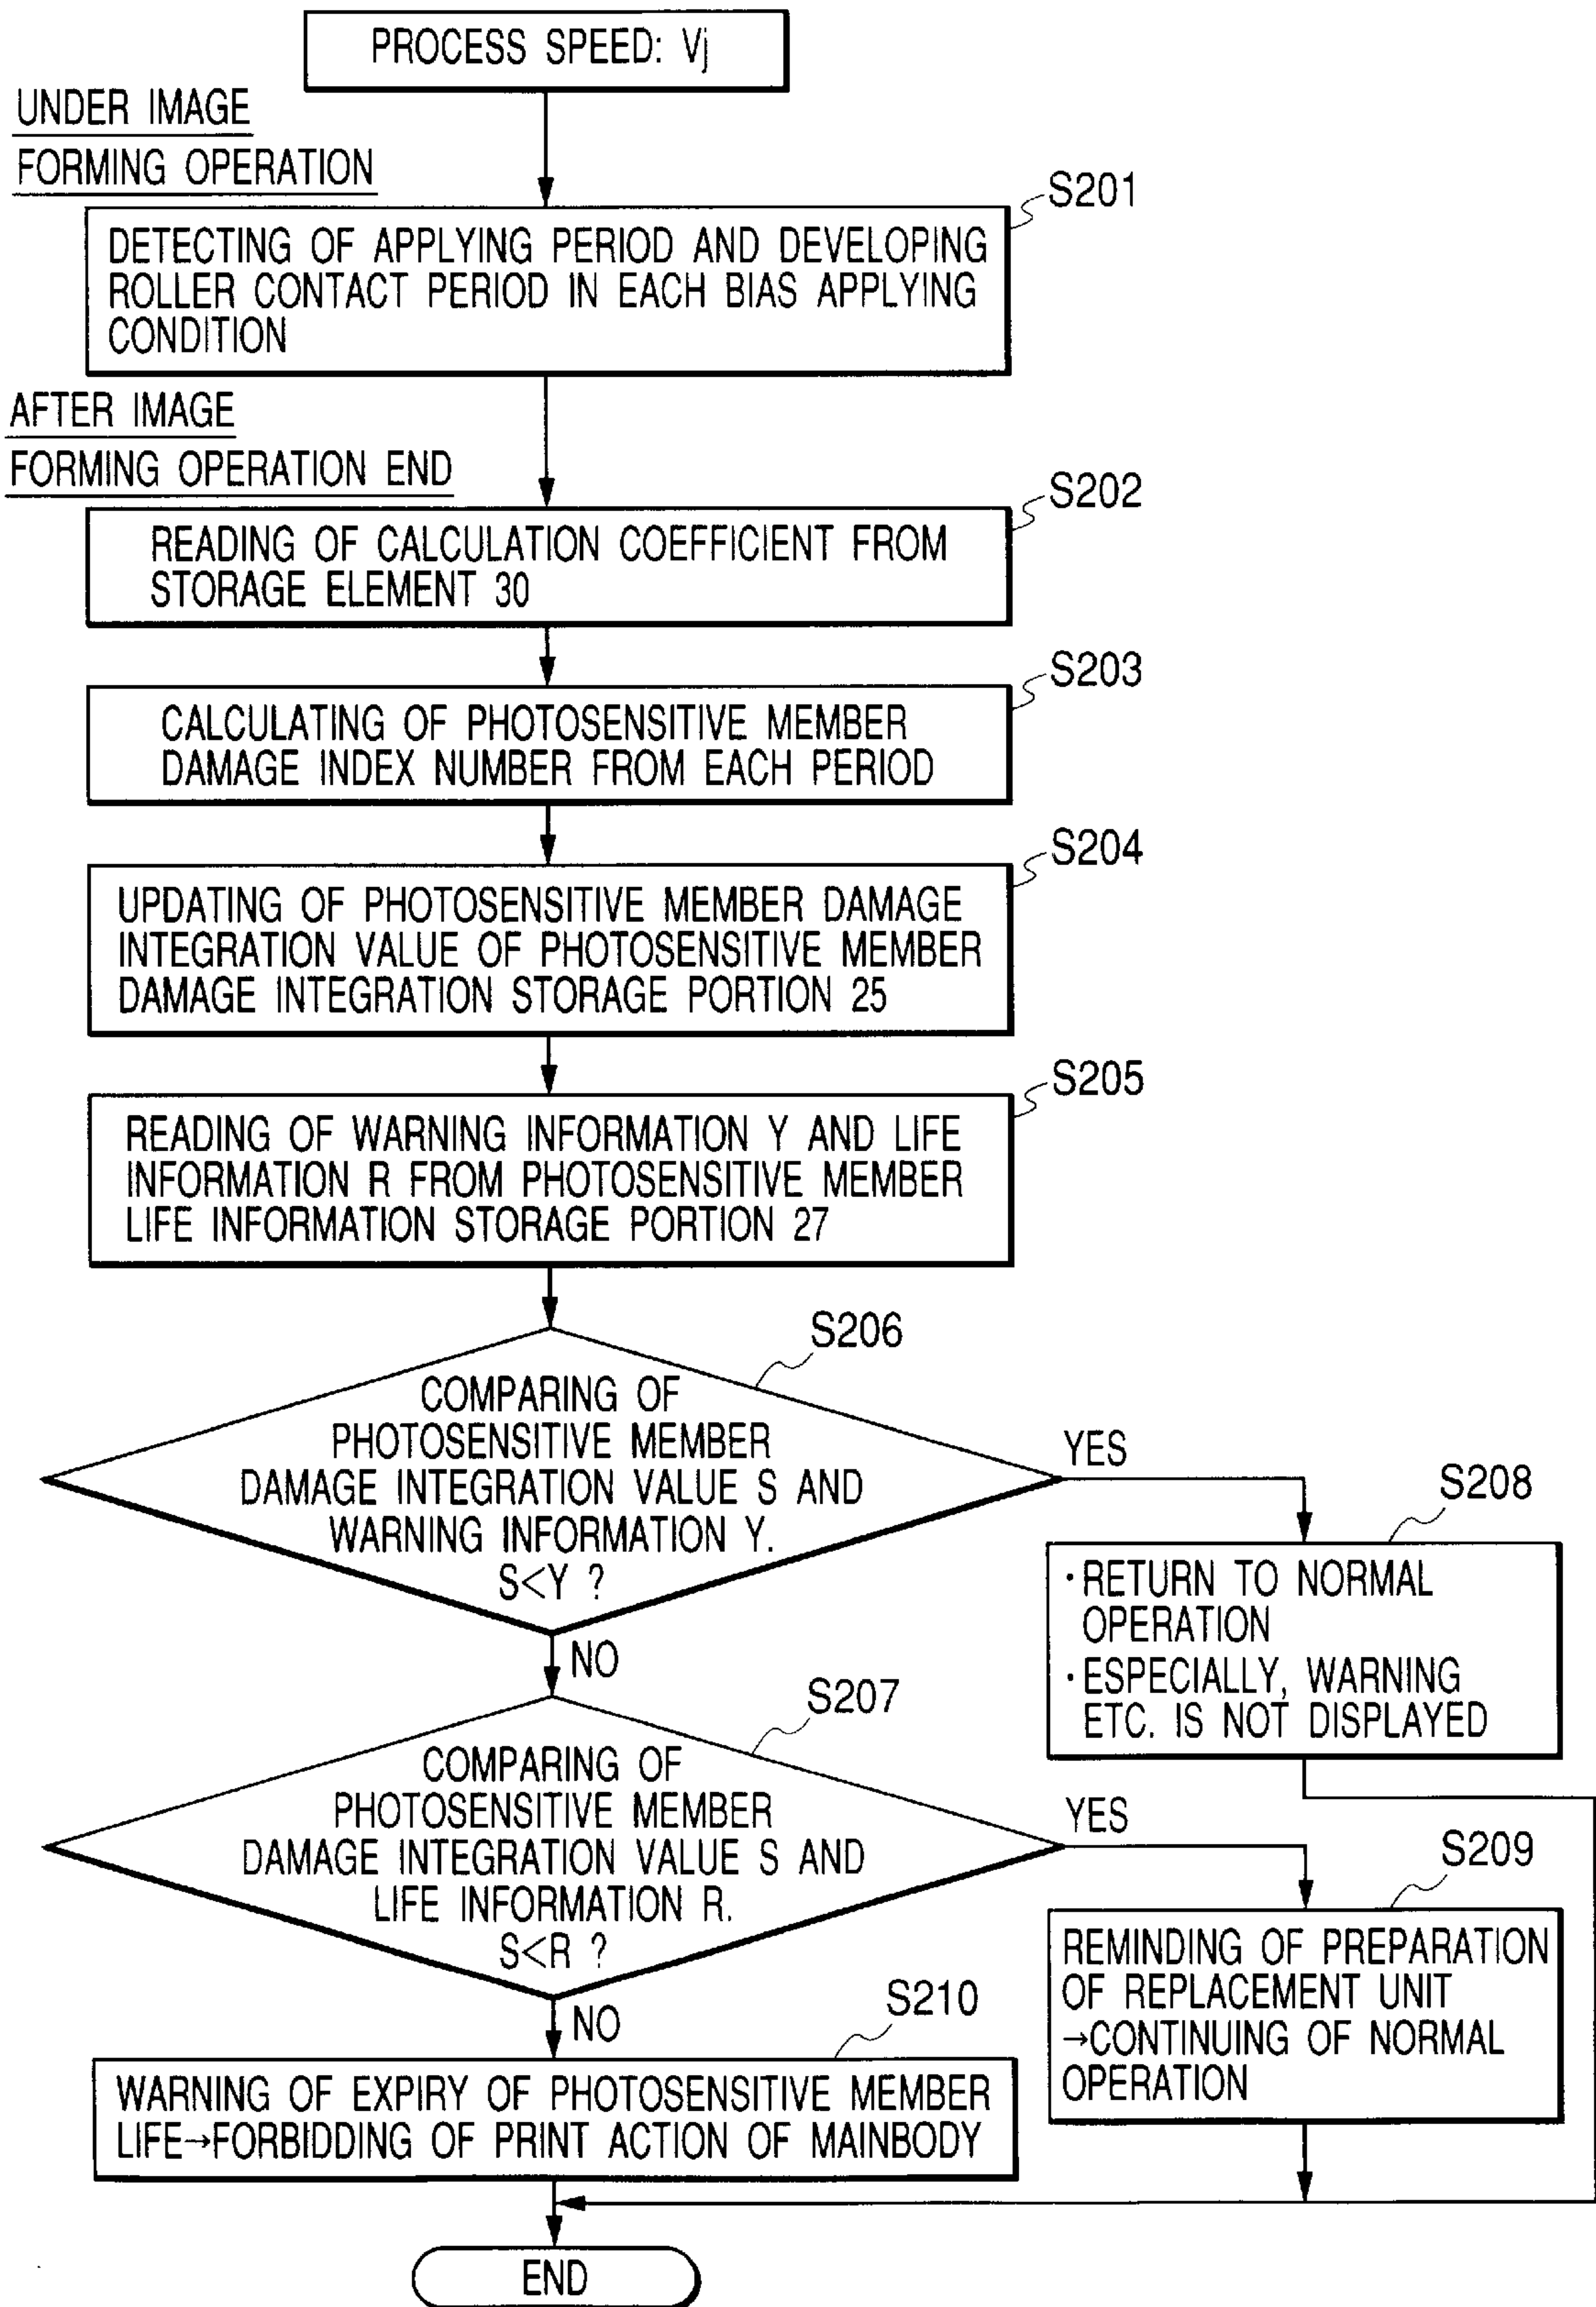 PROCESS SPEED: Vj
UNDER IMAGE
FORMING OPERATION
S201
DETECTING OF APPLYING PERIOD AND DEVELOPING
ROLLER CONTACT PERIOD IN EACH BIAS APPLYING
CONDITION
AFTER IMAGE
FORMING OPERATION END
S202
READING OF CALCULATION COEFFICIENT FROM
STORAGE ELEMENT 30
S203
CALCULATING OF PHOTOSENSITIVE MEMBER
DAMAGE INDEX NUMBER FROM EACH PERIOD
S204
UPDATING OF PHOTOSENSITIVE MEMBER DAMAGE
INTEGRATION VALUE OF PHOTOSENSITIVE MEMBER
DAMAGE INTEGRATION STORAGE PORTION 25
S205
READING OF WARNING INFORMATION Y AND LIFE
INFORMATION R FROM PHOTOSENSITIVE MEMBER
LIFE INFORMATION STORAGE PORTION 27
S206
COMPARING OF
PHOTOSENSITIVE MEMBER
DAMAGE INTEGRATION VALUE S AND
WARNING INFORMATION Y.
S<Y ?
YES
NO
S208
・RETURN TO NORMAL
OPERATION
・ESPECIALLY, WARNING
ETC. IS NOT DISPLAYED
S207
COMPARING OF
PHOTOSENSITIVE MEMBER
DAMAGE INTEGRATION VALUE S AND
LIFE INFORMATION R.
S<R ?
YES
NO
S209
REMINDING OF PREPARATION
OF REPLACEMENT UNIT
→CONTINUING OF NORMAL
OPERATION
S210
WARNING OF EXPIRY OF PHOTOSENSITIVE MEMBER
LIFE→FORBIDDING OF PRINT ACTION OF MAINBODY
END